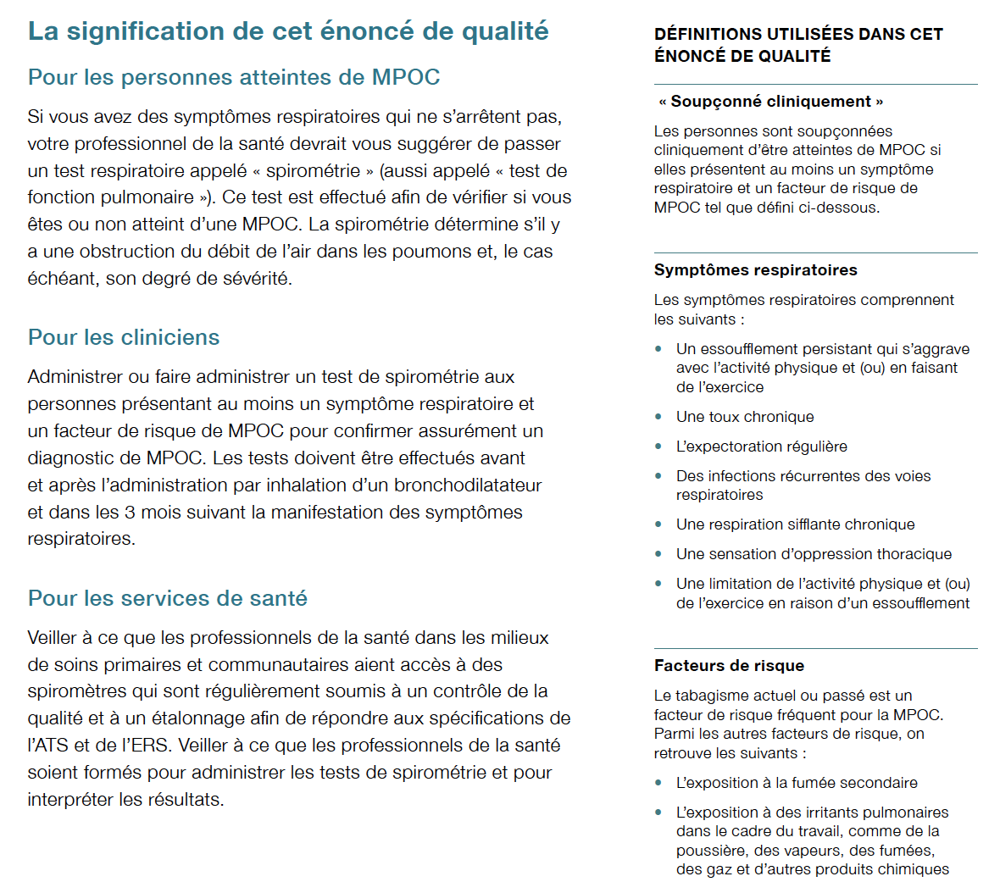 La signification de cet énoncé de qualité
Pour les personnes atteintes de MPOC
Si vous avez des symptômes respiratoires qui ne s’arrêtent pas,
votre professionnel de la santé devrait vous suggérer de passer
un test respiratoire appelé « spirométrie » (aussi appelé « test de
fonction pulmonaire »). Ce test est effectué afin de vérifier si vous
êtes ou non atteint d’une MPOC. La spirométrie détermine s’il y
a une obstruction du débit de l’air dans les poumons et, le cas
échéant, son degré de sévérité.
Pour les cliniciens
Administrer ou faire administrer un test de spirométrie aux
personnes présentant au moins un symptôme respiratoire et
un facteur de risque de MPOC pour confirmer assurément un
diagnostic de MPOC. Les tests doivent être effectués avant
et après l’administration par inhalation d’un bronchodilatateur
et dans les 3 mois suivant la manifestation des symptômes
respiratoires.
Pour les services de santé
Veiller à ce que les professionnels de la santé dans les milieux
de soins primaires et communautaires aient accès à des
spiromètres qui sont régulièrement soumis à un contrôle de la
qualité et à un étalonnage afin de répondre aux spécifications de
l’ATS et de l’ERS. Veiller à ce que les professionnels de la santé
soient formés pour administrer les tests de spirométrie et pour
interpréter les résultats.
DÉFINITIONS UTILISÉES DANS CET
ÉNONCÉ DE QUALITÉ
« Soupçonné cliniquement »
Les personnes sont soupçonnées
cliniquement d’être atteintes de MPOC si
elles présentent au moins un symptôme
respiratoire et un facteur de risque de
MPOC tel que défini ci-dessous.
Symptômes respiratoires
Les symptômes respiratoires comprennent
les suivants :
• Un essoufflement persistant qui s’aggrave
avec l’activité physique et (ou) en faisant
de l’exercice
• Une toux chronique
• L’expectoration régulière
• Des infections récurrentes des voies
respiratoires
• Une respiration sifflante chronique
• Une sensation d’oppression thoracique
• Une limitation de l’activité physique et (ou)
de l’exercice en raison d’un essoufflement
Facteurs de risque
Le tabagisme actuel ou passé est un
facteur de risque fréquent pour la MPOC.
Parmi les autres facteurs de risque, on
retrouve les suivants :
• L’exposition à la fumée secondaire
• L’exposition à des irritants pulmonaires
dans le cadre du travail, comme de la
poussière, des vapeurs, des fumées,
des gaz et d’autres produits chimiques